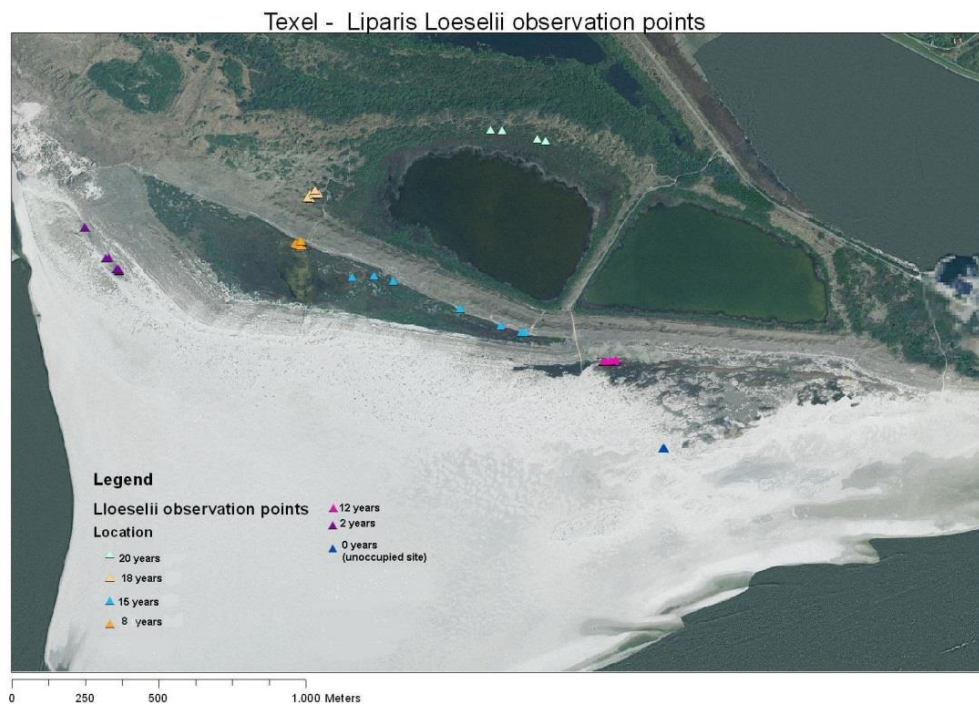 Texel - Liparis Loeselii observation points
Legend
Lloeselii observation points
Location
20 years
18 years
15 years
8 years
12 years
2 years
0 years
(unoccupied site)
0 250 500 1.000 Meters